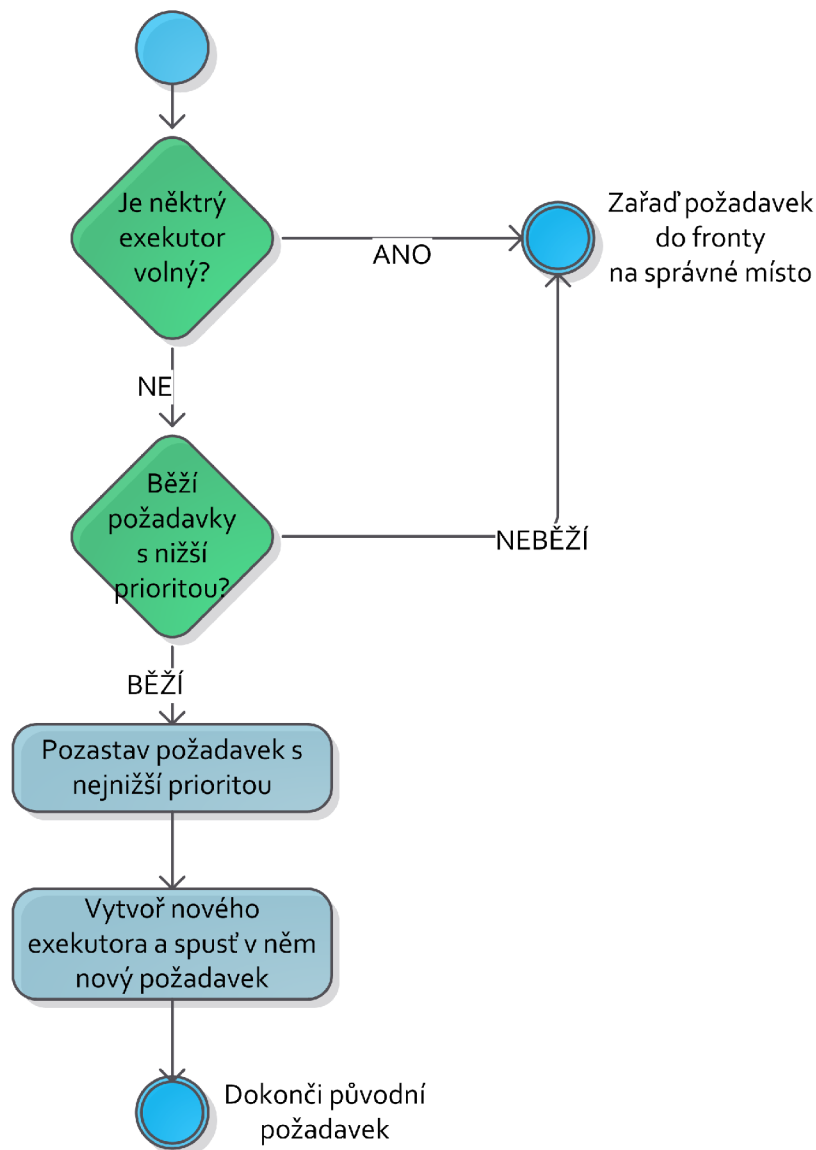 Je něktrý
exekutor
volný?
ANO
Zařaď požadavek
do fronty
na správné místo
NE
Běží
požadavky
s nižší
prioritou?
NEBĚŽÍ
BĚŽÍ
Pozastav požadavek s
nejnižší prioritou
Vytvoř nového
exekutora a spusť v něm
nový požadavek
Dokonči původní
požadavek